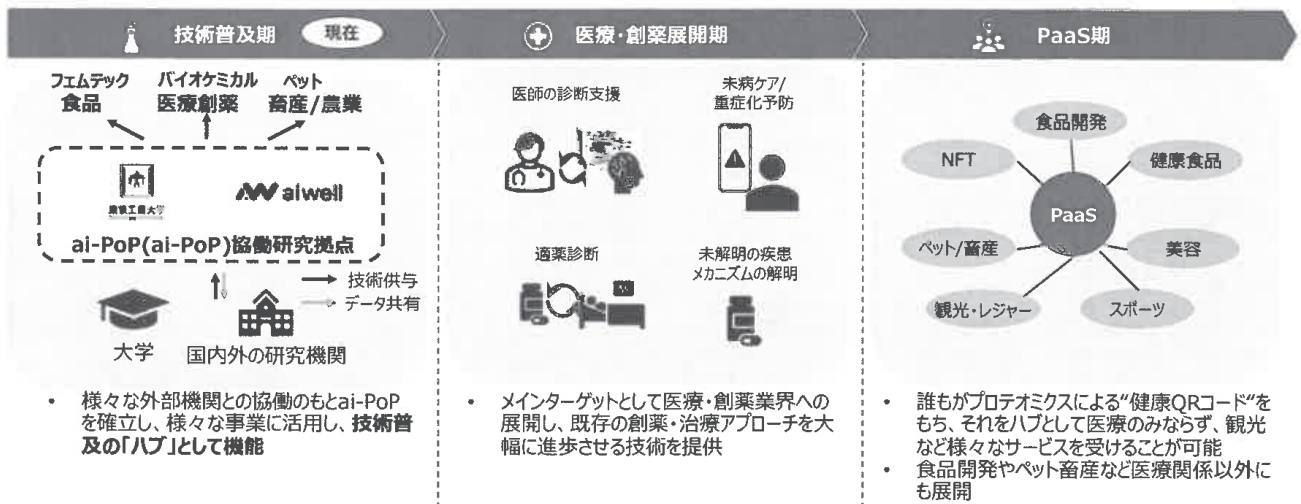 技術普及期
現在
医療・創薬展開期
PaaS期
フェムテック
食品
バイオケミカル
医療創薬
ペット
畜産/農業
aiwell
ai-PoP(ai-PoP)協働研究拠点
技術供与
データ共有
大学
国内外の研究機関
• 様々な外部機関との協働のもとai-PoP
を確立し、様々な事業に活用し、技術普
及の「ハブ」として機能
医師の診断支援
未病ケア/
重症化予防
適薬診断
未解明の疾患
メカニズムの解明
• メインターゲットとして医療・創薬業界への
展開し、既存の創薬・治療アプローチを大
幅に進歩させる技術を提供
食品開発
NFT
健康食品
PaaS
ペット/畜産
美容
観光・レジャー
スポーツ
• 誰もがプロテオミクスによる“健康QRコード“を
もち、それをハブとして医療のみならず、観光
など様々なサービスを受けることが可能
• 食品開発やペット畜産など医療関係以外に
も展開